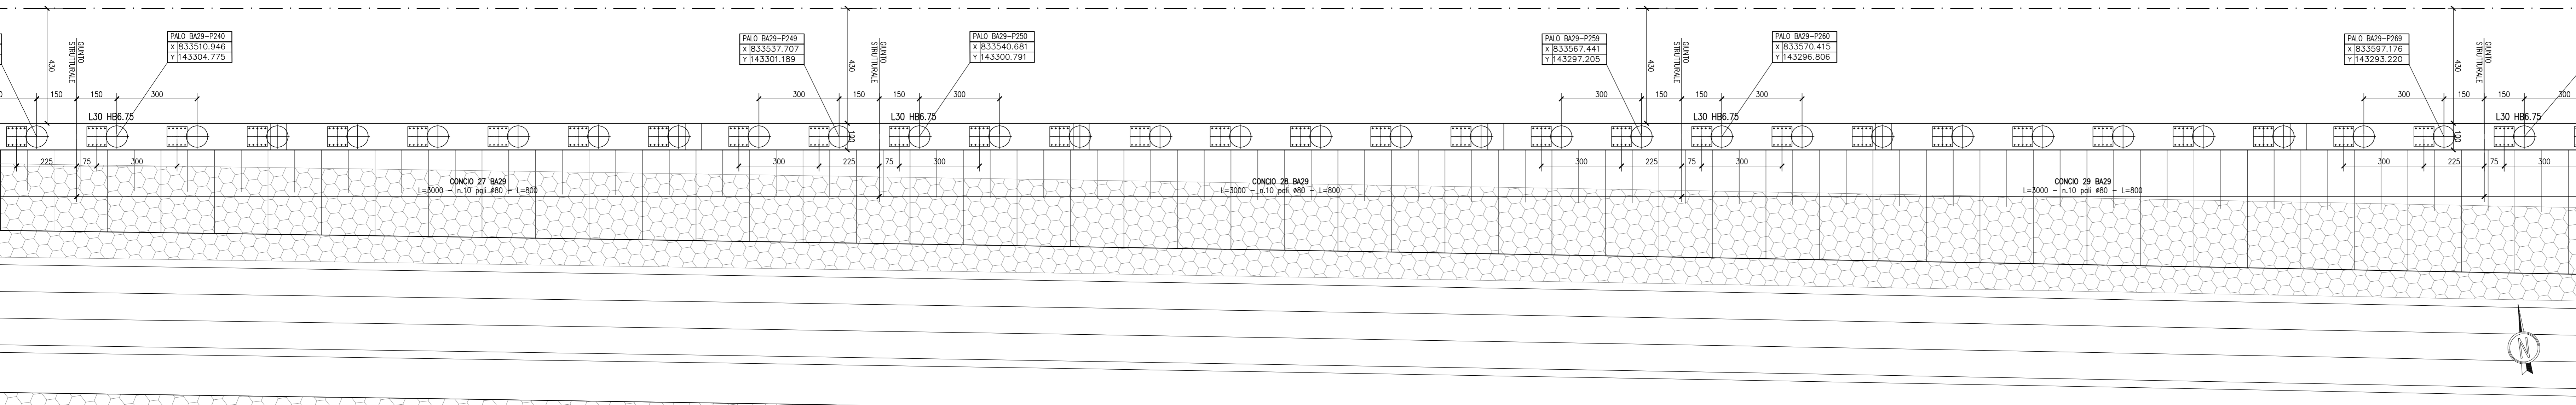 PALO BA29-P240
X 833510.946
Y 143304.775
PALO BA29-P249
X 833537.707
Y 143301.189
PALO BA29-P250
X 833540.681
Y 143300.791
PALO BA29-P259
X 833567.441
Y 143297.205
PALO BA29-P260
X 833570.415
Y 143296.806
PALO BA29-P269
X 833597.176
Y 143293.220
430
GIUNTO
STRUTTURALE
430
GIUNTO
STRUTTURALE
430
GIUNTO
STRUTTURALE
430
GIUNTO
STRUTTURALE
150 150 300
300 150 150 300
300 150 150 300
300 150 150 300
L30 HB6.75
L30 HB6.75
L30 HB6.75
L30 HB6.75
100
100
100
225 75 300
300 225 75 300
300 225 75 300
300 225 75 300
CONCIO 27 BA29
L=3000 - n.10 pali Ø80 - L=800
CONCIO 28 BA29
L=3000 - n.10 pali Ø80 - L=800
CONCIO 29 BA29
L=3000 - n.10 pali Ø80 - L=800
N